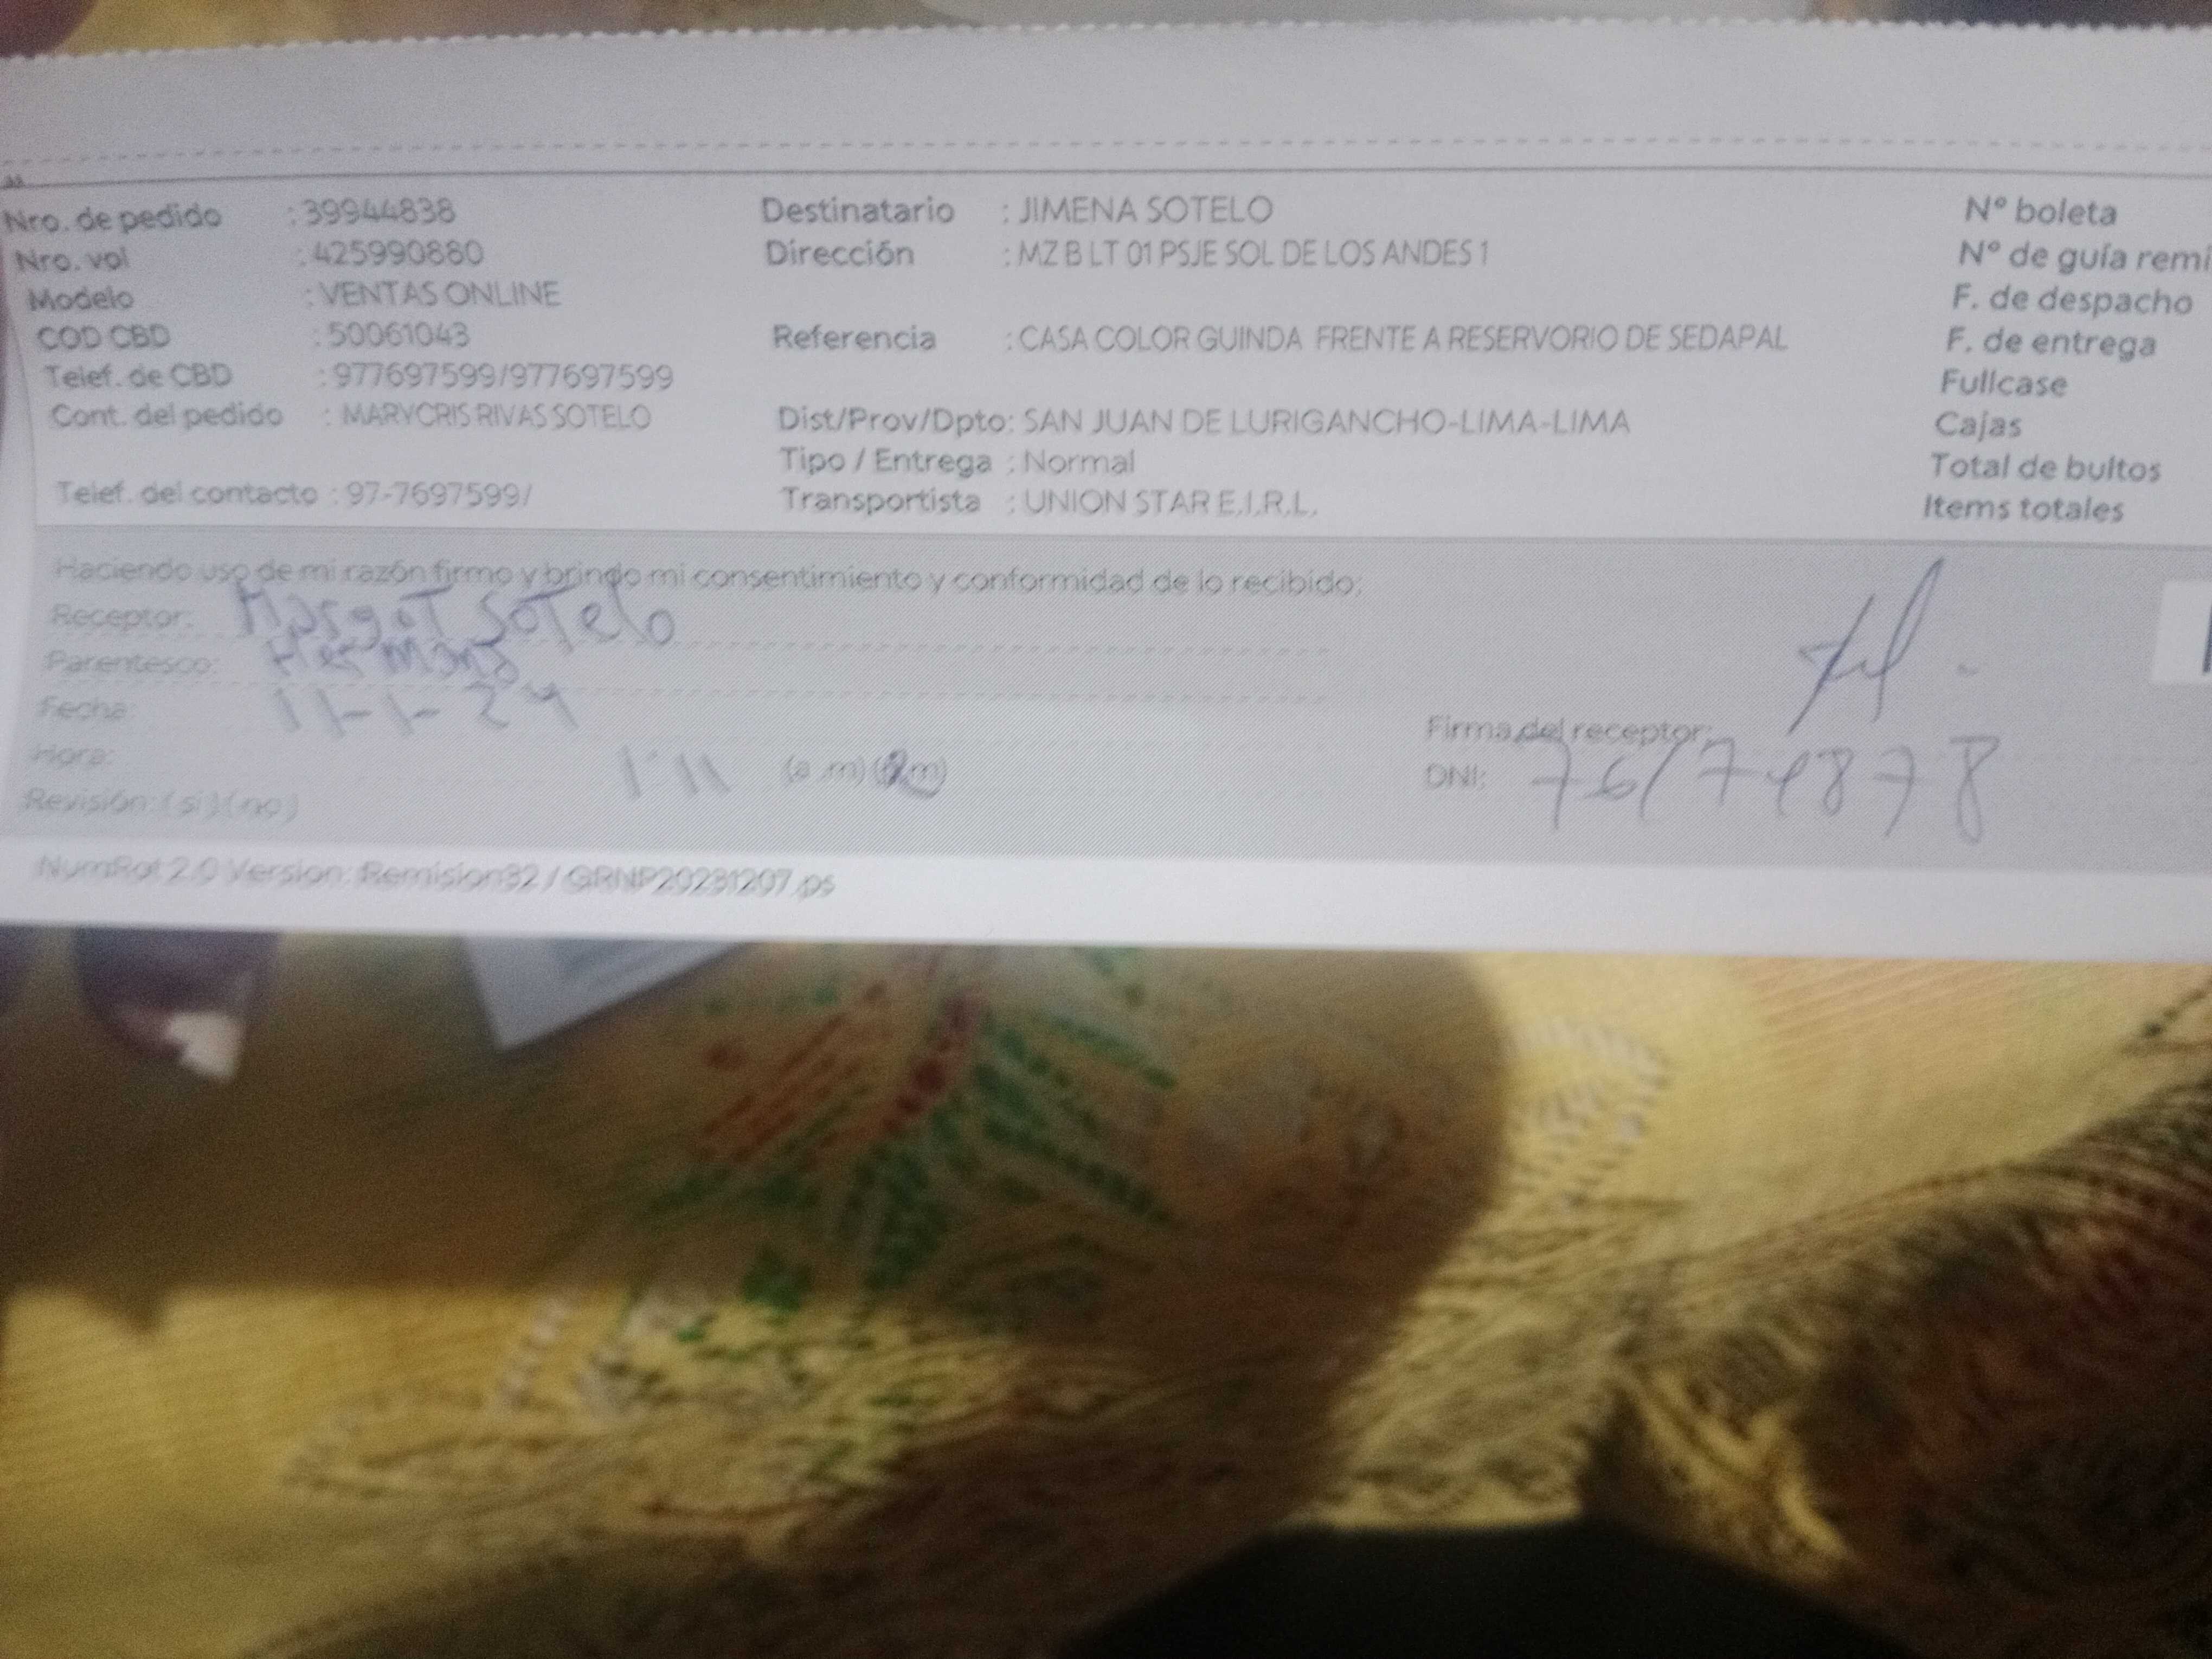 Nro. de pedido : 39944838 Destinatario : JIMENA SOTELO Nº boleta
Nro. vol : 425990880 Dirección : MZ B LT 01 PSJE SOL DE LOS ANDES 1 Nº de guía remi
Modelo : VENTAS ONLINE F. de despacho
COD CBD : 50061043 Referencia : CASA COLOR GUINDA FRENTE A RESERVORIO DE SEDAPAL F. de entrega
Telef. de CBD : 977697599/977697599 Fullcase
Cont. del pedido : MARYCRIS RIVAS SOTELO Dist/Prov/Dpto: SAN JUAN DE LURIGANCHO-LIMA-LIMA Cajas
Tipo / Entrega : Normal Total de bultos
Telef. del contacto : 97-7697599/ Transportista : UNION STAR E.I.R.L. Items totales
Haciendo uso de mi razón firmo y brindo mi consentimiento y conformidad de lo recibido:
Receptor: Margot Sotelo
Parentesco: Hermana
Fecha: 11-1-24
Firma del receptor:
Hora: 1:11 (a.m) (p.m) DNI: 76174878
Revisión: (si) (no)
NumRot 2.0 Version: Remision32 / GRNP20231207.ps